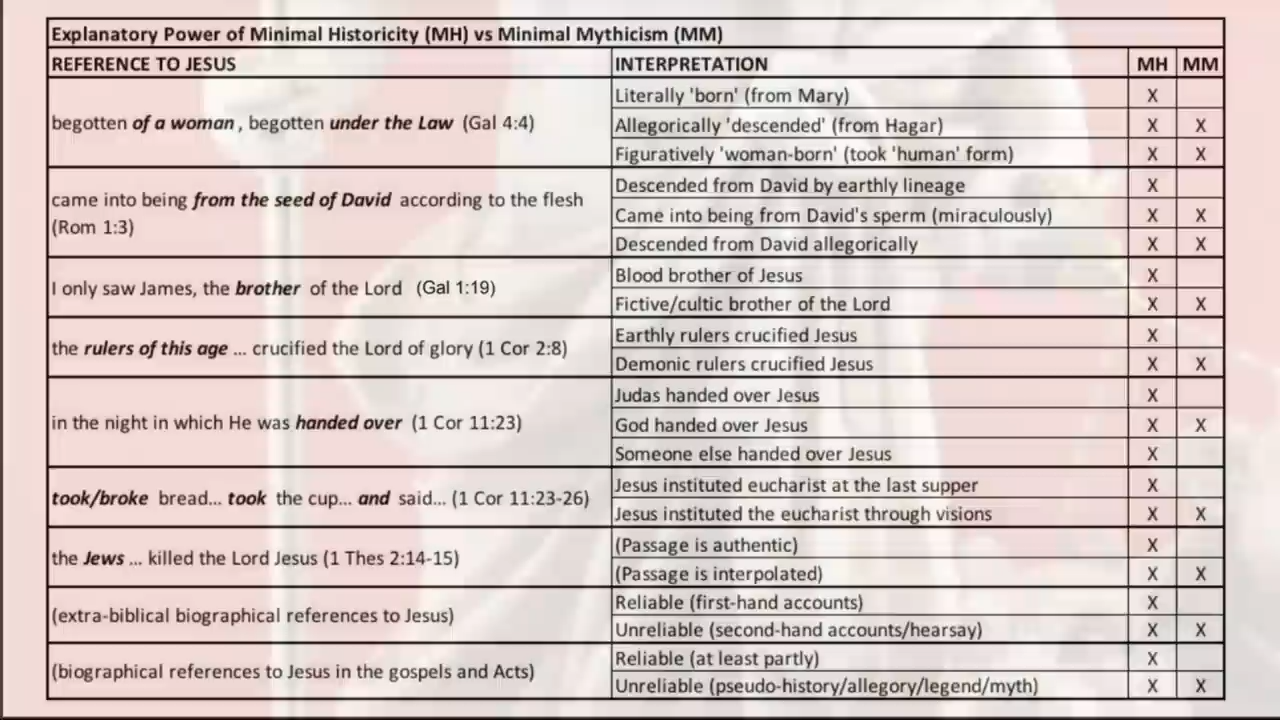 Explanatory Power of Minimal Historicity (MH) vs Minimal Mythicism (MM)
REFERENCE TO JESUS INTERPRETATION MH MM
begotten of a woman, begotten under the Law (Gal 4:4)
Literally 'born' (from Mary) X
Allegorically 'descended' (from Hagar) X X
Figuratively 'woman-born' (took 'human' form) X X
came into being from the seed of David according to the flesh
(Rom 1:3)
Descended from David by earthly lineage X
Came into being from David's sperm (miraculously) X X
Descended from David allegorically X X
I only saw James, the brother of the Lord (Gal 1:19)
Blood brother of Jesus X
Fictive/cultic brother of the Lord X X
the rulers of this age ... crucified the Lord of glory (1 Cor 2:8)
Earthly rulers crucified Jesus X
Demonic rulers crucified Jesus X X
in the night in which He was handed over (1 Cor 11:23)
Judas handed over Jesus X
God handed over Jesus X X
Someone else handed over Jesus X
took/broke bread... took the cup... and said... (1 Cor 11:23-26)
Jesus instituted eucharist at the last supper X
Jesus instituted the eucharist through visions X X
the Jews ... killed the Lord Jesus (1 Thes 2:14-15)
(Passage is authentic) X
(Passage is interpolated) X X
(extra-biblical biographical references to Jesus)
Reliable (first-hand accounts) X
Unreliable (second-hand accounts/hearsay) X X
(biographical references to Jesus in the gospels and Acts)
Reliable (at least partly) X
Unreliable (pseudo-history/allegory/legend/myth) X X